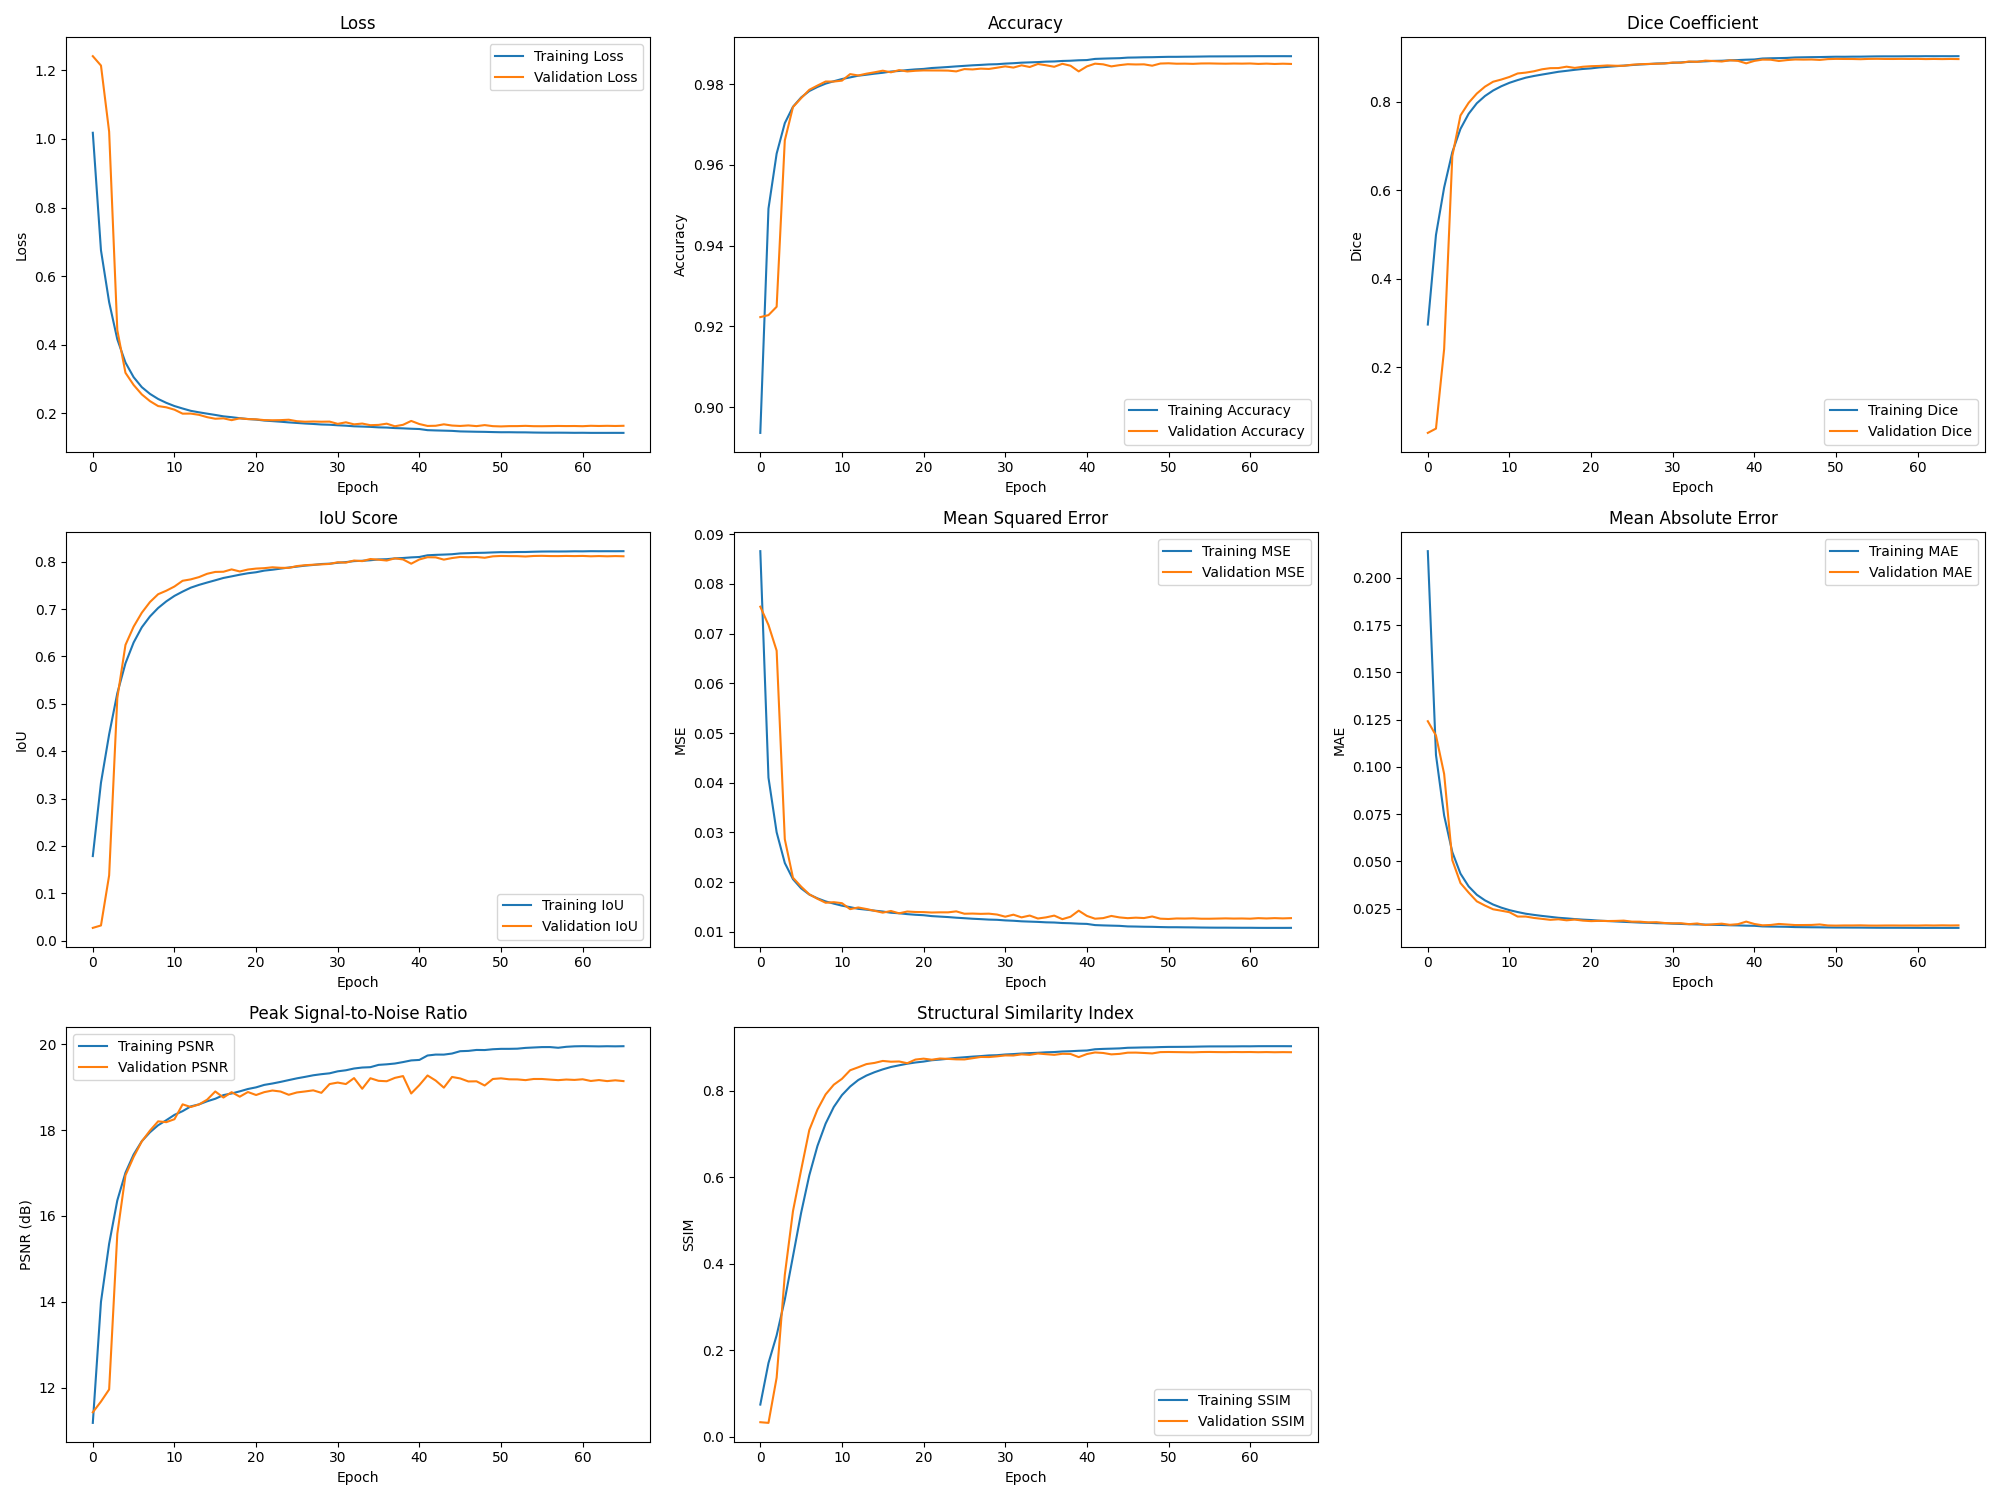 Loss
Training Loss
Validation Loss
1.2
1.0
0.8
0.6
0.4
0.2
Loss
0 10 20 30 40 50 60
Epoch
Accuracy
0.98
0.96
0.94
0.92
0.90
Accuracy
Training Accuracy
Validation Accuracy
0 10 20 30 40 50 60
Epoch
Dice Coefficient
0.8
0.6
0.4
0.2
Dice
Training Dice
Validation Dice
0 10 20 30 40 50 60
Epoch
IoU Score
0.8
0.7
0.6
0.5
0.4
0.3
0.2
0.1
0.0
IoU
Training IoU
Validation IoU
0 10 20 30 40 50 60
Epoch
Mean Squared Error
Training MSE
Validation MSE
0.09
0.08
0.07
0.06
0.05
0.04
0.03
0.02
0.01
MSE
0 10 20 30 40 50 60
Epoch
Mean Absolute Error
Training MAE
Validation MAE
0.200
0.175
0.150
0.125
0.100
0.075
0.050
0.025
MAE
0 10 20 30 40 50 60
Epoch
Peak Signal-to-Noise Ratio
Training PSNR
Validation PSNR
20
18
16
14
12
PSNR (dB)
0 10 20 30 40 50 60
Epoch
Structural Similarity Index
0.8
0.6
0.4
0.2
0.0
SSIM
Training SSIM
Validation SSIM
0 10 20 30 40 50 60
Epoch